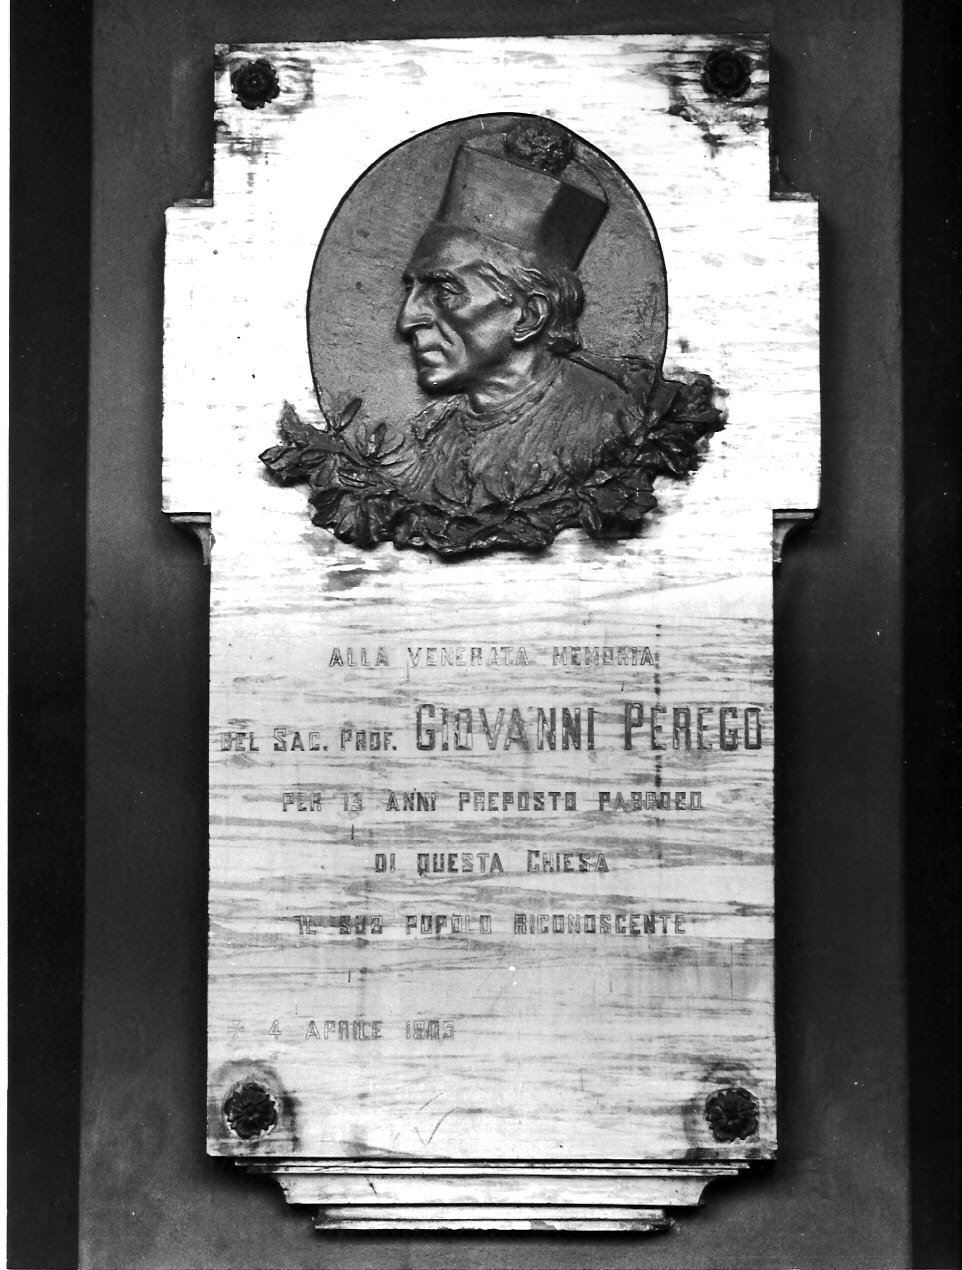 ALLA VENERATA MEMORIA
DEL SAC. PROF. GIOVANNI PEREGO
PER 13 ANNI PREPOSTO PARROCO
DI QUESTA CHIESA
IL SUO POPOLO RICONOSCENTE
4 APRILE